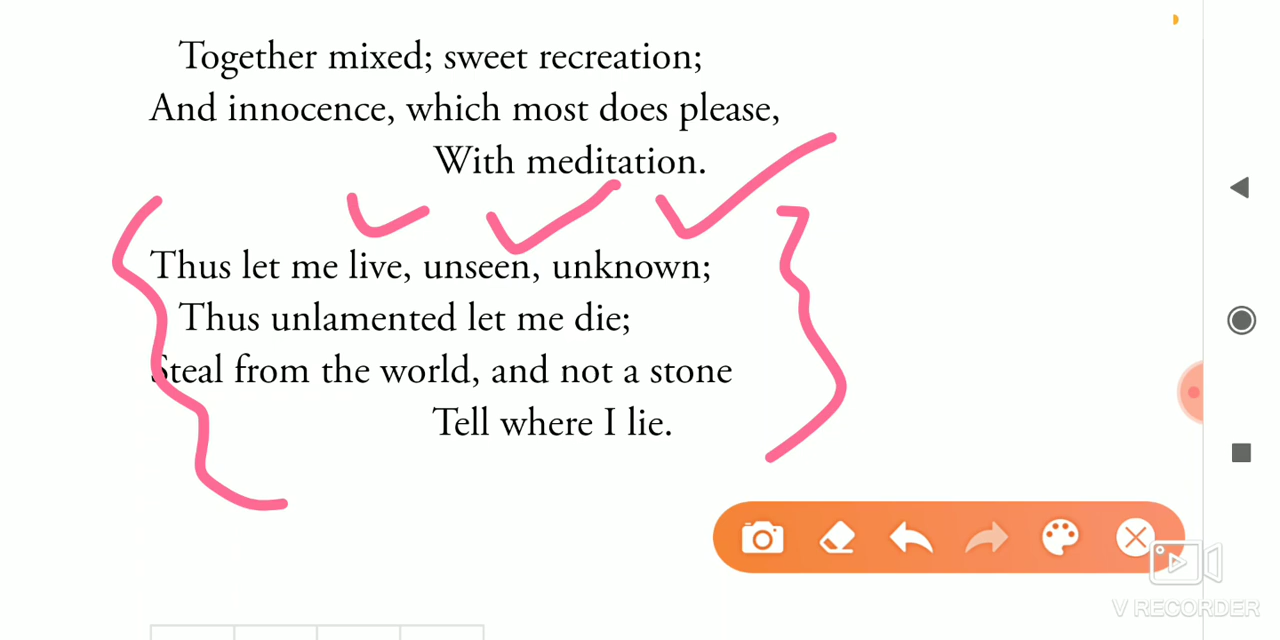 Together mixed; sweet recreation;
And innocence, which most does please,
With meditation.
Thus let me live, unseen, unknown;
Thus unlamented let me die;
Steal from the world, and not a stone
Tell where I lie.
V RECORDER